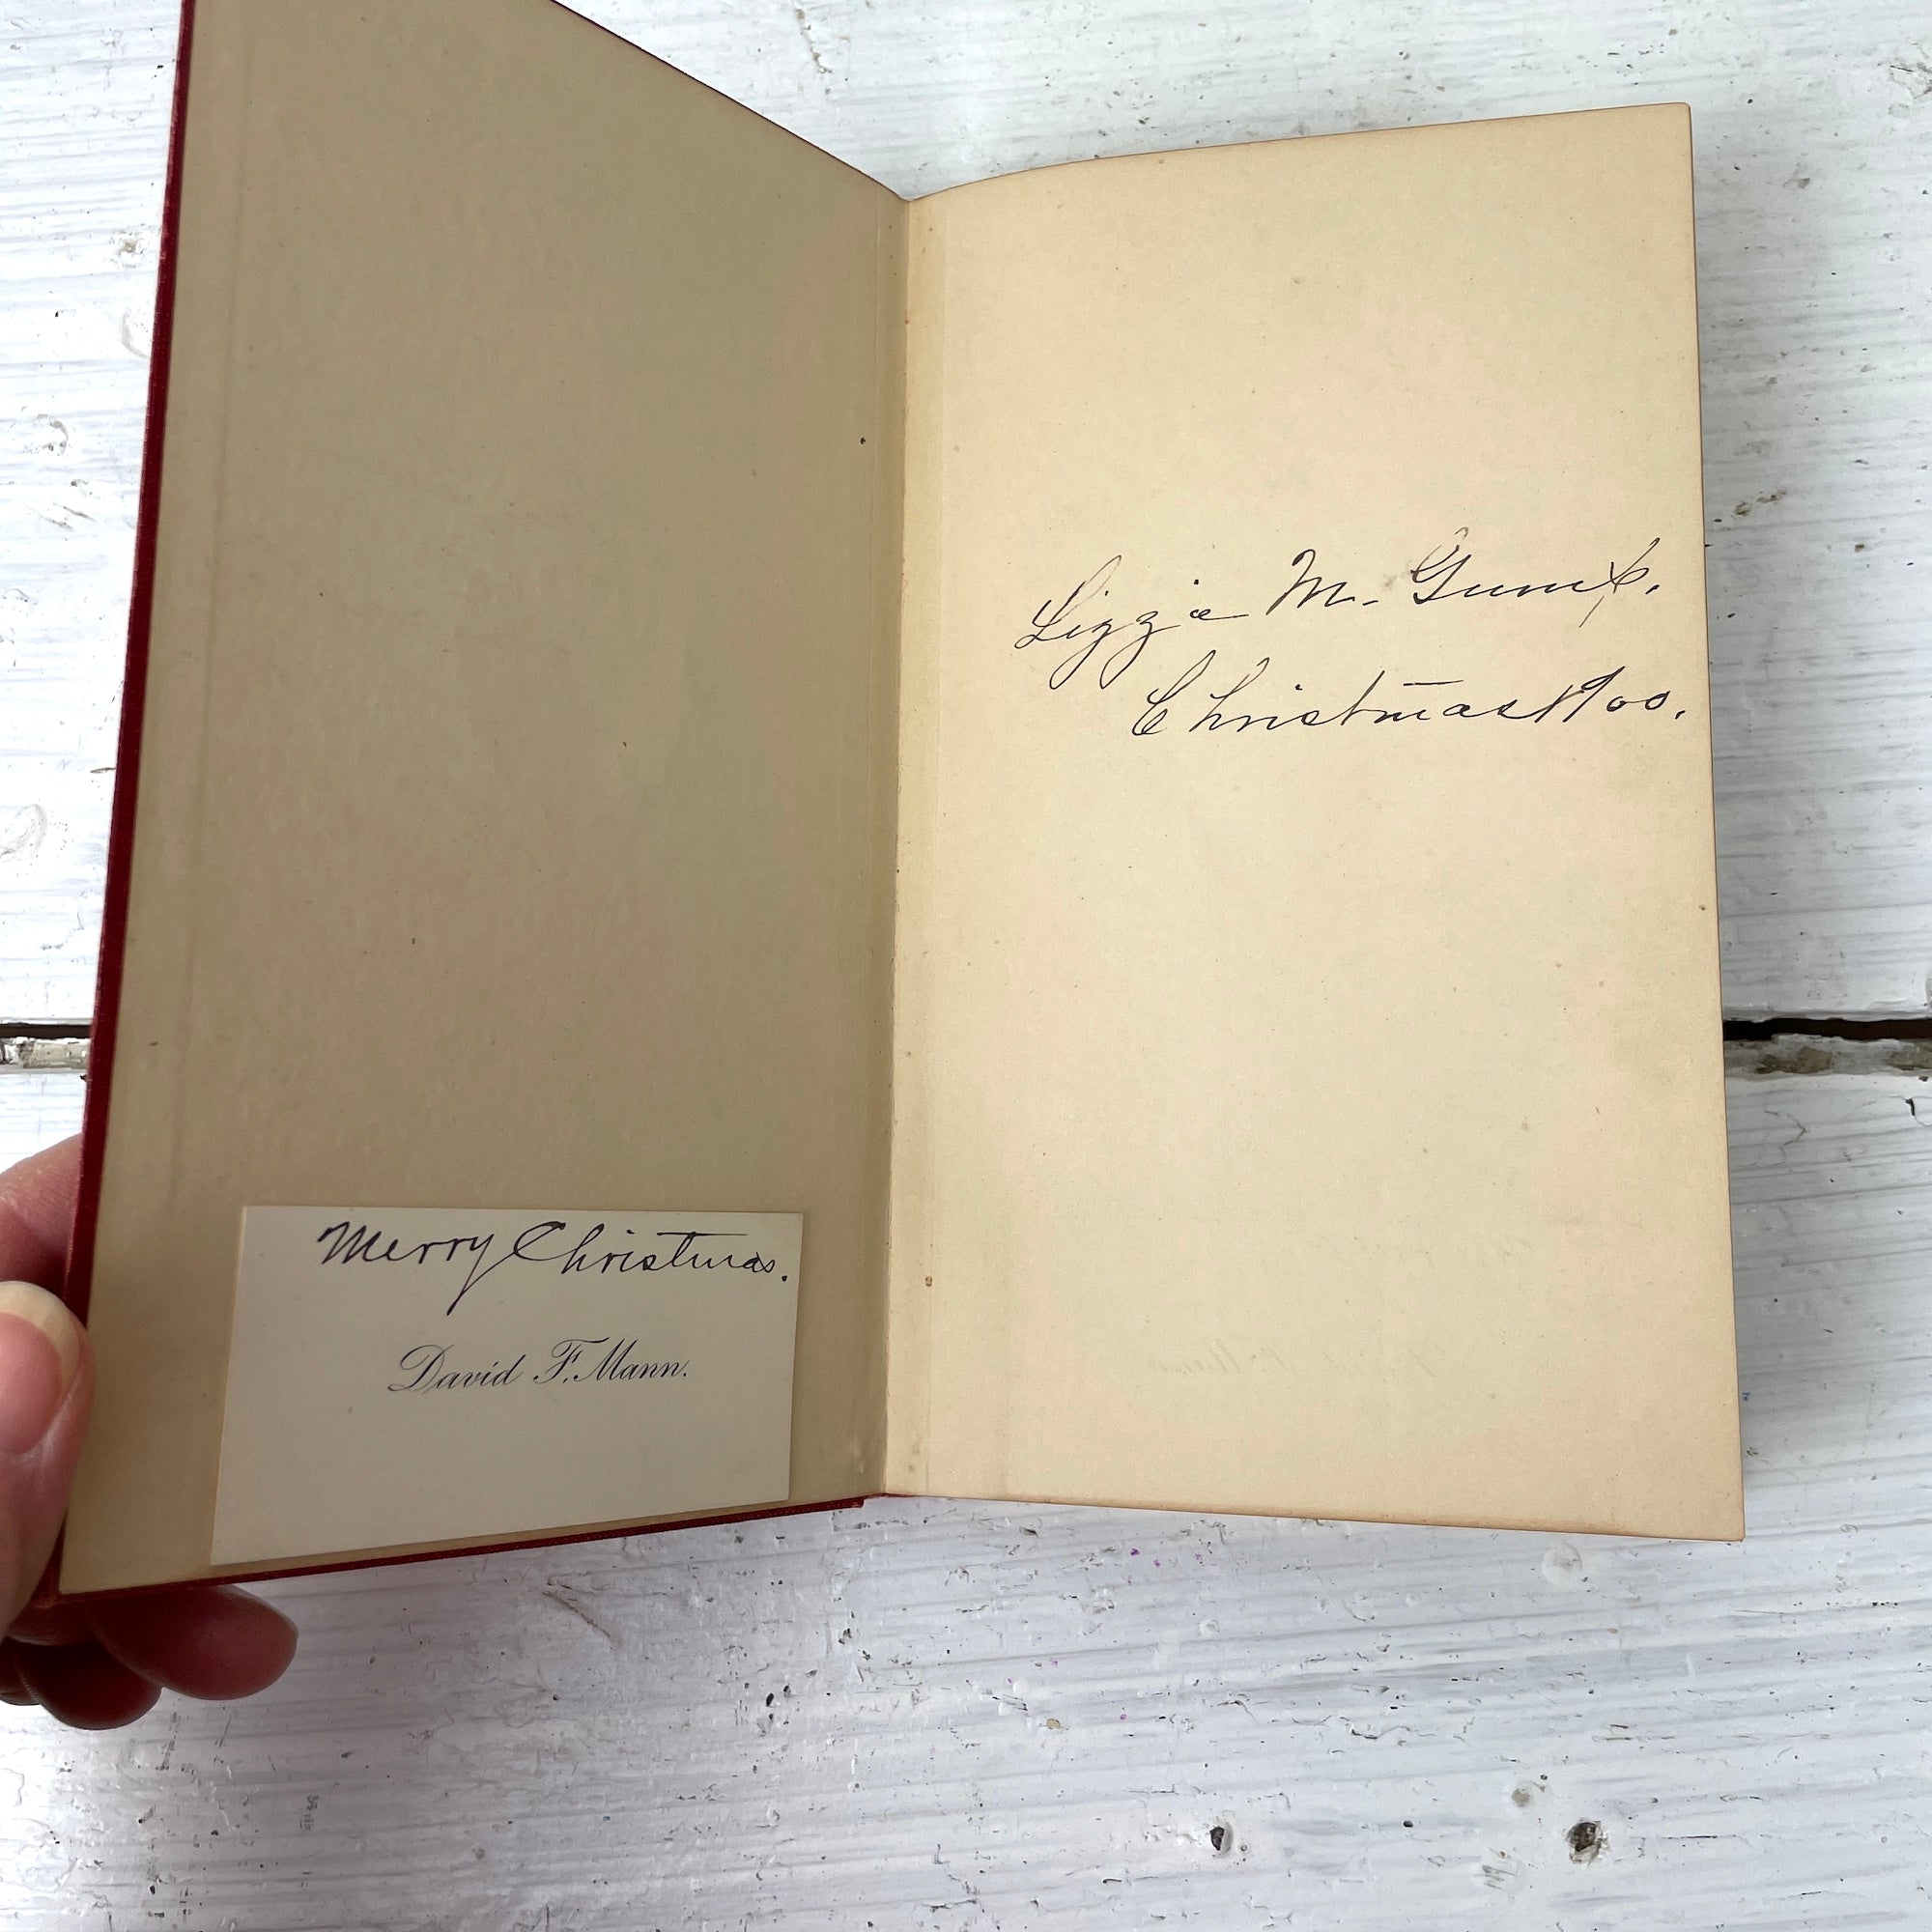 Merry Christmas.
David F. Mann.
Lizzie M. Gump.
Christmas 1900.